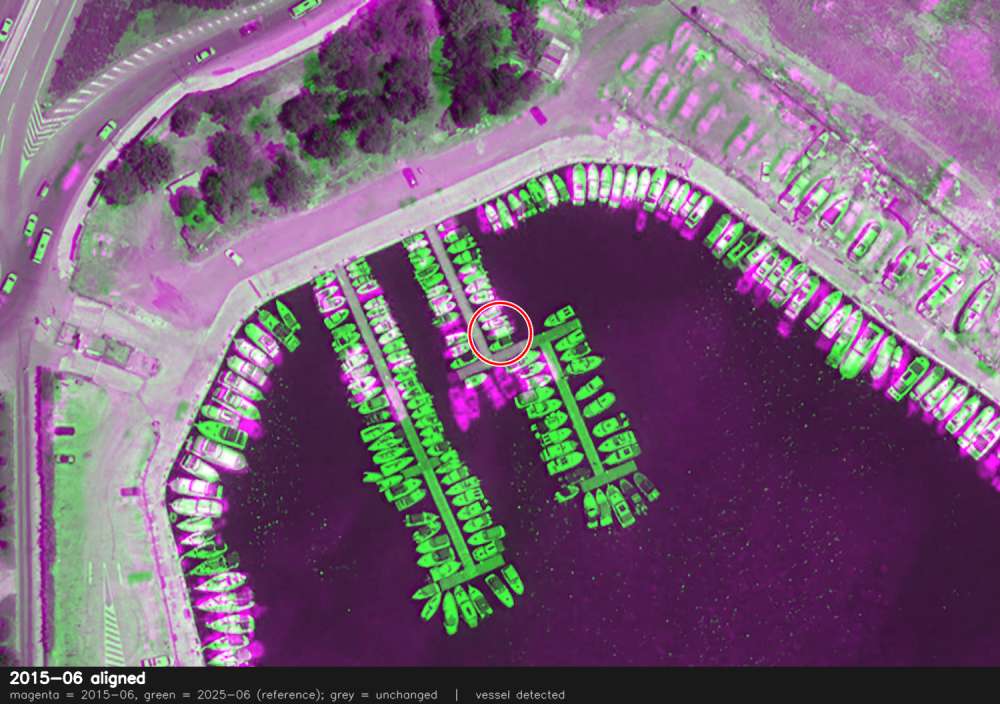 2015-06 aligned
magenta = 2015-06, green = 2025-06 (reference); grey = unchanged | vessel detected